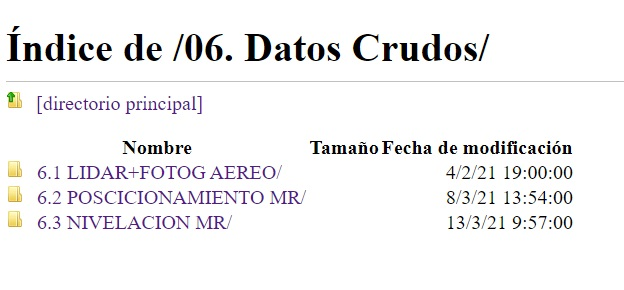 Índice de /06. Datos Crudos/
[directorio principal]
Nombre Tamaño Fecha de modificación
6.1 LIDAR+FOTOG AEREO/ 4/2/21 19:00:00
6.2 POSCICIONAMIENTO MR/ 8/3/21 13:54:00
6.3 NIVELACION MR/ 13/3/21 9:57:00